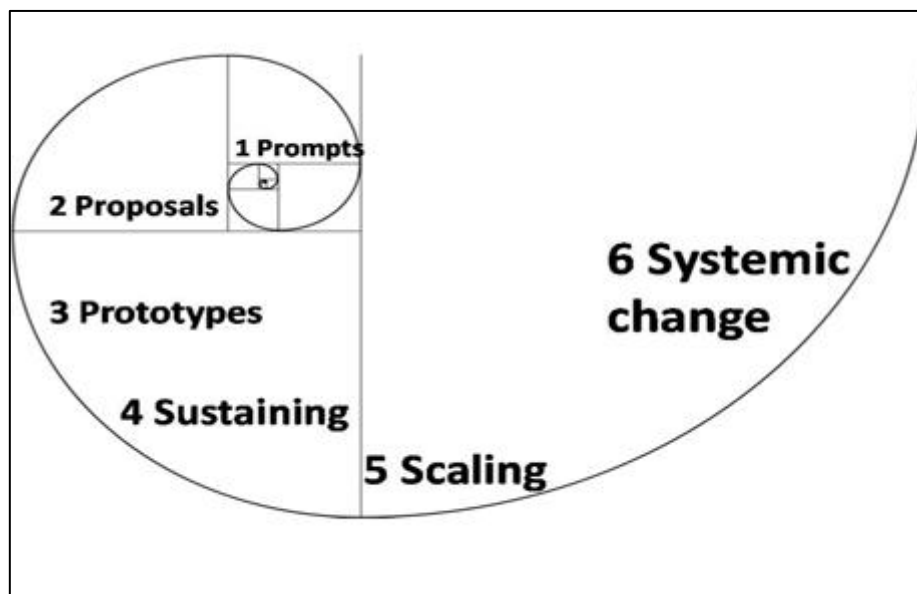 1 Prompts
2 Proposals
3 Prototypes
4 Sustaining
5 Scaling
6 Systemic
change